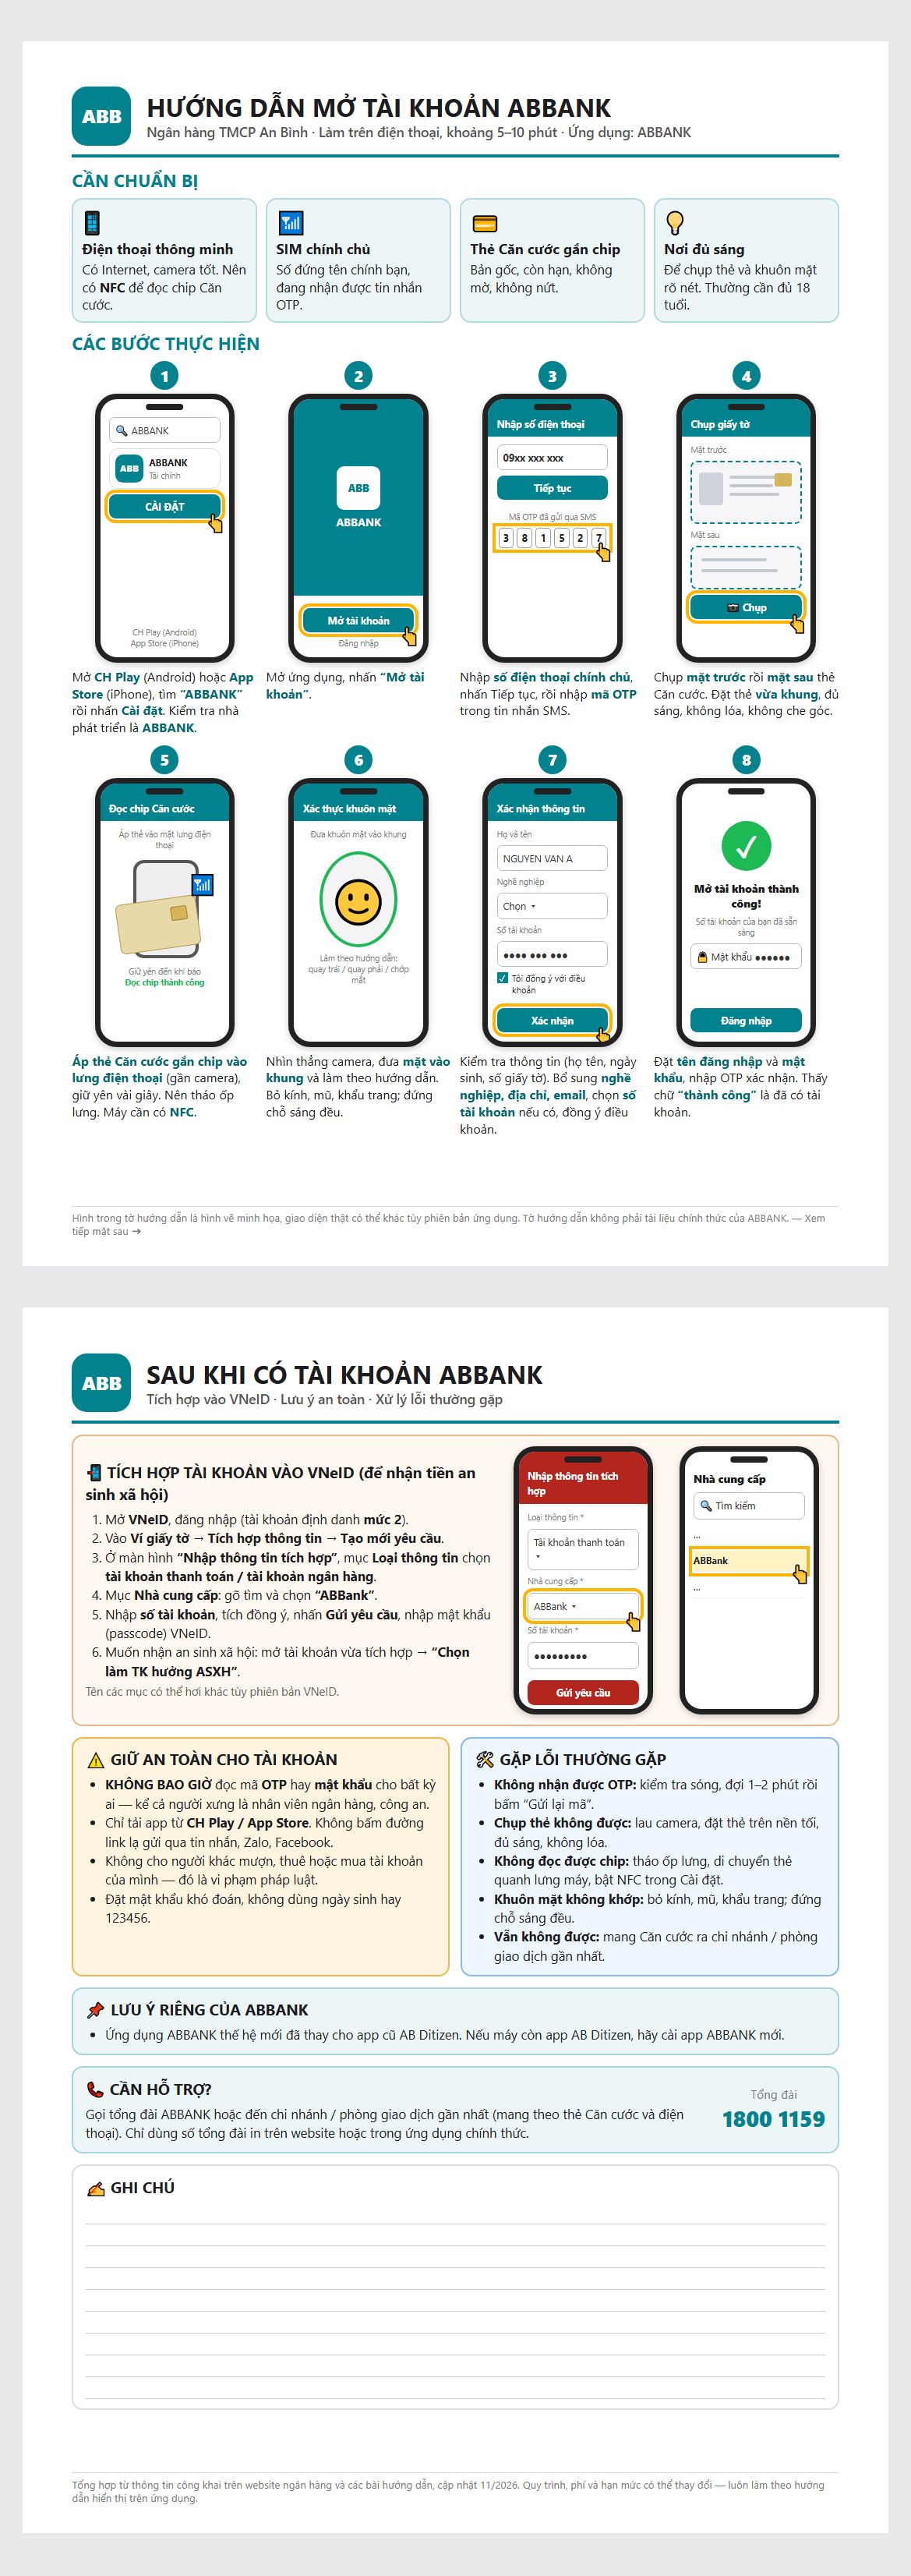 ABB
HƯỚNG DẪN MỞ TÀI KHOẢN ABBANK
Ngân hàng TMCP An Bình · Làm trên điện thoại, khoảng 5–10 phút · Ứng dụng: ABBANK
CẦN CHUẨN BỊ
Điện thoại thông minh
Có Internet, camera tốt. Nên
có NFC để đọc chip Căn
cước.
SIM chính chủ
Số đứng tên chính bạn,
đang nhận được tin nhắn
OTP.
Thẻ Căn cước gắn chip
Bản gốc, còn hạn, không
mờ, không nứt.
Nơi đủ sáng
Để chụp thẻ và khuôn mặt
rõ nét. Thường cần đủ 18
tuổi.
CÁC BƯỚC THỰC HIỆN
1
ABBANK
ABB
ABBANK
Tài chính
CÀI ĐẶT
CH Play (Android)
App Store (iPhone)
Mở CH Play (Android) hoặc App
Store (iPhone), tìm “ABBANK”
rồi nhấn Cài đặt. Kiểm tra nhà
phát triển là ABBANK.
2
ABB
ABBANK
Mở tài khoản
Đăng nhập
Mở ứng dụng, nhấn “Mở tài
khoản”.
3
Nhập số điện thoại
09xx xxx xxx
Tiếp tục
Mã OTP đã gửi qua SMS
3 8 1 5 2 7
Nhập số điện thoại chính chủ,
nhấn Tiếp tục, rồi nhập mã OTP
trong tin nhắn SMS.
4
Chụp giấy tờ
Mặt trước
Mặt sau
📷 Chụp
Chụp mặt trước rồi mặt sau thẻ
Căn cước. Đặt thẻ vừa khung, đủ
sáng, không lóa, không che góc.
5
Đọc chip Căn cước
Áp thẻ vào mặt lưng điện
thoại
Giữ yên đến khi báo
Đọc chip thành công
Áp thẻ Căn cước gắn chip vào
lưng điện thoại (gần camera),
giữ yên vài giây. Nên tháo ốp
lưng. Máy cần có NFC.
6
Xác thực khuôn mặt
Đưa khuôn mặt vào khung
Làm theo hướng dẫn:
quay trái / quay phải / chớp
mắt
Nhìn thẳng camera, đưa mặt vào
khung và làm theo hướng dẫn.
Bỏ kính, mũ, khẩu trang; đứng
chỗ sáng đều.
7
Xác nhận thông tin
Họ và tên
NGUYEN VAN A
Nghề nghiệp
Chọn ▾
Số tài khoản
●●●● ●●● ●●●
Tôi đồng ý với điều
khoản
Xác nhận
Kiểm tra thông tin (họ tên, ngày
sinh, số giấy tờ). Bổ sung nghề
nghiệp, địa chỉ, email, chọn số
tài khoản nếu có, đồng ý điều
khoản.
8
✓
Mở tài khoản thành
công!
Số tài khoản của bạn đã sẵn
sàng
Mật khẩu ●●●●●●
Đăng nhập
Đặt tên đăng nhập và mật
khẩu, nhập OTP xác nhận. Thấy
chữ “thành công” là đã có tài
khoản.
Hình trong tờ hướng dẫn là hình vẽ minh họa, giao diện thật có thể khác tùy phiên bản ứng dụng. Tờ hướng dẫn không phải tài liệu chính thức của ABBANK. — Xem
tiếp mặt sau →
ABB
SAU KHI CÓ TÀI KHOẢN ABBANK
Tích hợp vào VNeID · Lưu ý an toàn · Xử lý lỗi thường gặp
TÍCH HỢP TÀI KHOẢN VÀO VNeID (để nhận tiền an
sinh xã hội)
1. Mở VNeID, đăng nhập (tài khoản định danh mức 2).
2. Vào Ví giấy tờ → Tích hợp thông tin → Tạo mới yêu cầu.
3. Ở màn hình “Nhập thông tin tích hợp”, mục Loại thông tin chọn
tài khoản thanh toán / tài khoản ngân hàng.
4. Mục Nhà cung cấp: gõ tìm và chọn “ABBank”.
5. Nhập số tài khoản, tích đồng ý, nhấn Gửi yêu cầu, nhập mật khẩu
(passcode) VNeID.
6. Muốn nhận an sinh xã hội: mở tài khoản vừa tích hợp → “Chọn
làm TK hưởng ASXH”.
Tên các mục có thể hơi khác tùy phiên bản VNeID.
Nhập thông tin tích
hợp
Loại thông tin *
Tài khoản thanh toán
▾
Nhà cung cấp *
ABBank ▾
Số tài khoản *
●●●●●●●●●
Gửi yêu cầu
Nhà cung cấp
Tìm kiếm
...
ABBank
...
GIỮ AN TOÀN CHO TÀI KHOẢN
• KHÔNG BAO GIỜ đọc mã OTP hay mật khẩu cho bất kỳ
ai — kể cả người xưng là nhân viên ngân hàng, công an.
• Chỉ tải app từ CH Play / App Store. Không bấm đường
link lạ gửi qua tin nhắn, Zalo, Facebook.
• Không cho người khác mượn, thuê hoặc mua tài khoản
của mình — đó là vi phạm pháp luật.
• Đặt mật khẩu khó đoán, không dùng ngày sinh hay
123456.
GẶP LỖI THƯỜNG GẶP
• Không nhận được OTP: kiểm tra sóng, đợi 1–2 phút rồi
bấm “Gửi lại mã”.
• Chụp thẻ không được: lau camera, đặt thẻ trên nền tối,
đủ sáng, không lóa.
• Không đọc được chip: tháo ốp lưng, di chuyển thẻ
quanh lưng máy, bật NFC trong Cài đặt.
• Khuôn mặt không khớp: bỏ kính, mũ, khẩu trang; đứng
chỗ sáng đều.
• Vẫn không được: mang Căn cước ra chi nhánh / phòng
giao dịch gần nhất.
LƯU Ý RIÊNG CỦA ABBANK
• Ứng dụng ABBANK thế hệ mới đã thay cho app cũ AB Ditizen. Nếu máy còn app AB Ditizen, hãy cài app ABBANK mới.
CẦN HỖ TRỢ?
Gọi tổng đài ABBANK hoặc đến chi nhánh / phòng giao dịch gần nhất (mang theo thẻ Căn cước và điện
thoại). Chỉ dùng số tổng đài in trên website hoặc trong ứng dụng chính thức.
Tổng đài
1800 1159
GHI CHÚ
Tổng hợp từ thông tin công khai trên website ngân hàng và các bài hướng dẫn, cập nhật 11/2026. Quy trình, phí và hạn mức có thể thay đổi — luôn làm theo hướng
dẫn hiển thị trên ứng dụng.